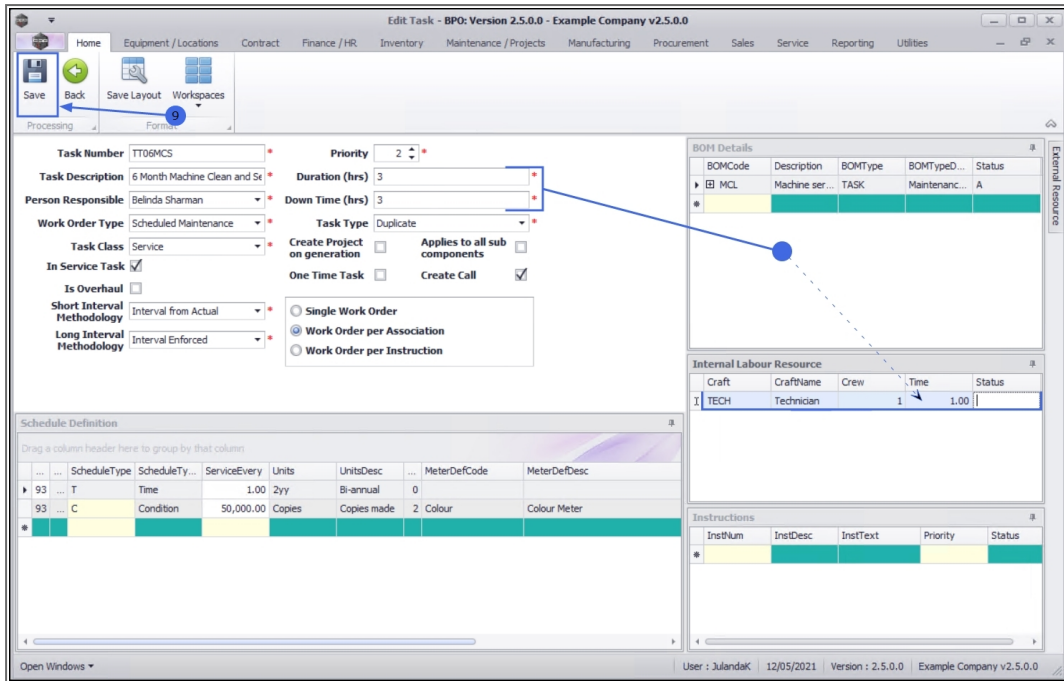 Edit Task - BPO: Version 2.5.0.0 - Example Company v2.5.0.0
Home Equipment / Locations Contract Finance / HR Inventory Maintenance / Projects Manufacturing Procurement Sales Service Reporting Utilities
Save Back Save Layout Workspaces
9
Processing Format
Task Number TT06MCS * Priority 2 *
Task Description 6 Month Machine Clean and Se * Duration (hrs) 3 *
Person Responsible Belinda Sharman * Down Time (hrs) 3 *
Work Order Type Scheduled Maintenance * Task Type Duplicate *
Task Class Service * Create Project on generation Applies to all sub components
In Service Task One Time Task Create Call
Is Overhaul
Short Interval Methodology Interval from Actual * Single Work Order
Work Order per Association
Long Interval Methodology Interval Enforced * Work Order per Instruction
BOM Details
BOMCode Description BOMType BOMTypeD... Status
MCL Machine ser... TASK Maintenanc... A
External Resource
Internal Labour Resource
Craft CraftName Crew Time Status
TECH Technician 1 1.00
Schedule Definition
Drag a column header here to group by that column
... ... ScheduleType ScheduleTy... ServiceEvery Units UnitsDesc ... MeterDefCode MeterDefDesc
93 ... T Time 1.00 2yy Bi-annual 0
93 ... C Condition 50,000.00 Copies Copies made 2 Colour Colour Meter
Instructions
InstNum InstDesc InstText Priority Status
Open Windows User : JulandaK 12/05/2021 Version : 2.5.0.0 Example Company v2.5.0.0